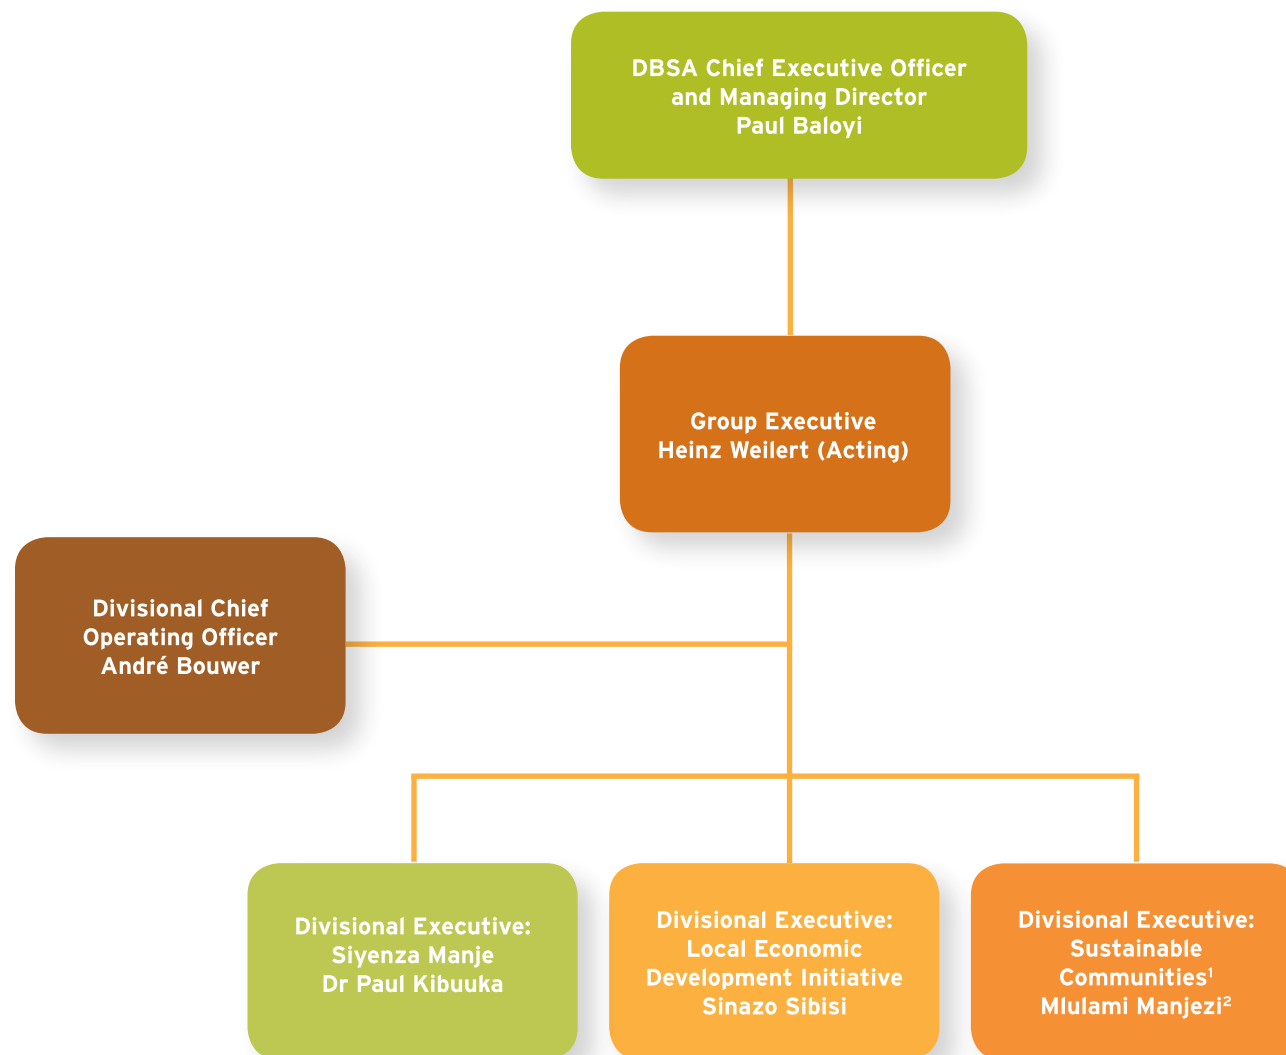 DBSA Chief Executive Officer
and Managing Director
Paul Baloyi
Group Executive
Heinz Weilert (Acting)
Divisional Chief
Operating Officer
André Bouwer
Divisional Executive:
Siyenza Manje
Dr Paul Kibuuka
Divisional Executive:
Local Economic
Development Initiative
Sinazo Sibisi
Divisional Executive:
Sustainable
Communities¹
Mlulami Manjezi²